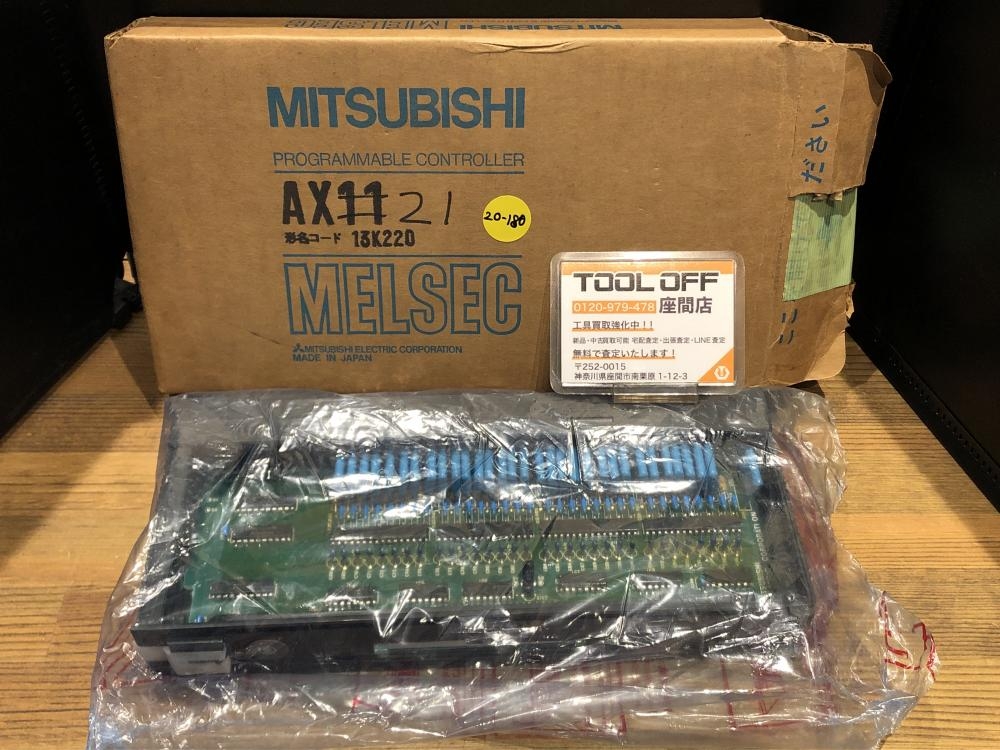 MITSUBISHI
PROGRAMMABLE CONTROLLER
AX11 21
形名コード 13K220
20-180
MELSEC
MITSUBISHI ELECTRIC CORPORATION
MADE IN JAPAN
ださい
TOOL OFF
0120-979-478 座間店
工具買取強化中!!
新品・中古買取可能 宅配査定・出張査定・LINE査定
無料で査定いたします!
〒252-0015
神奈川県座間市南栗原 1-12-3